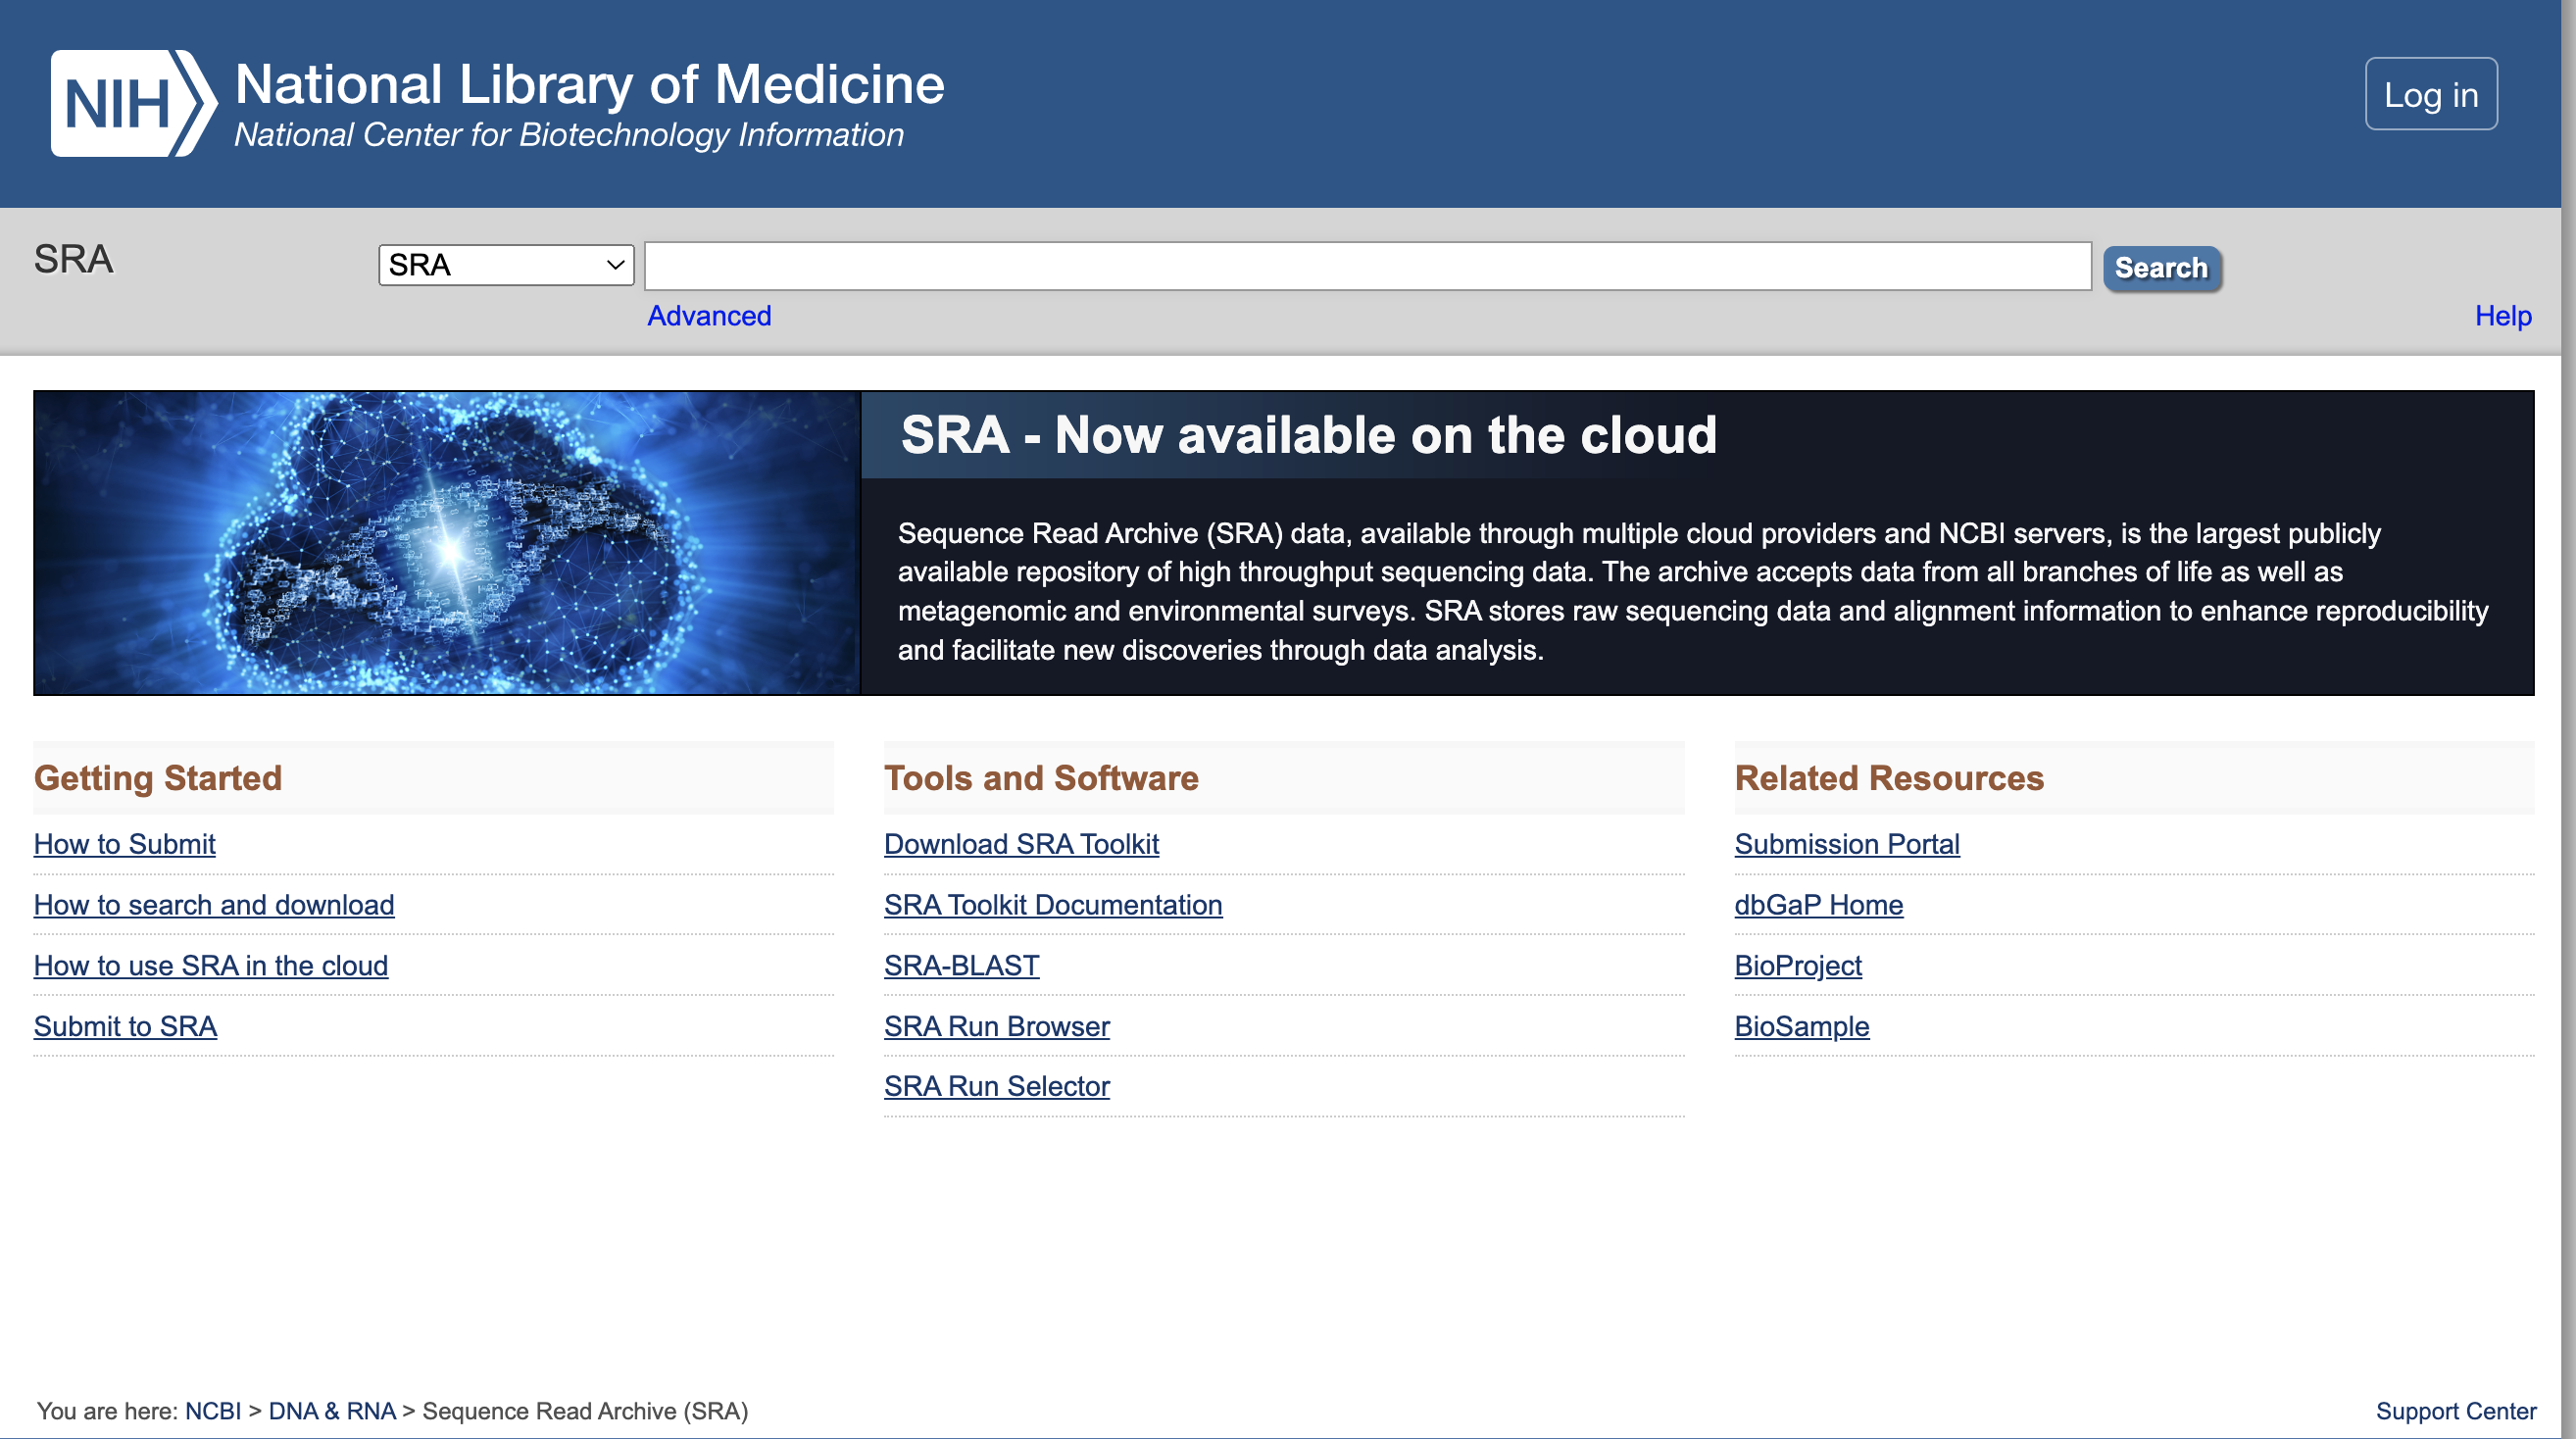 NIH National Library of Medicine
National Center for Biotechnology Information
Log in
SRA
SRA
Search
Advanced
Help
SRA - Now available on the cloud
Sequence Read Archive (SRA) data, available through multiple cloud providers and NCBI servers, is the largest publicly
available repository of high throughput sequencing data. The archive accepts data from all branches of life as well as
metagenomic and environmental surveys. SRA stores raw sequencing data and alignment information to enhance reproducibility
and facilitate new discoveries through data analysis.
Getting Started
How to Submit
How to search and download
How to use SRA in the cloud
Submit to SRA
Tools and Software
Download SRA Toolkit
SRA Toolkit Documentation
SRA-BLAST
SRA Run Browser
SRA Run Selector
Related Resources
Submission Portal
dbGaP Home
BioProject
BioSample
You are here: NCBI > DNA & RNA > Sequence Read Archive (SRA)
Support Center